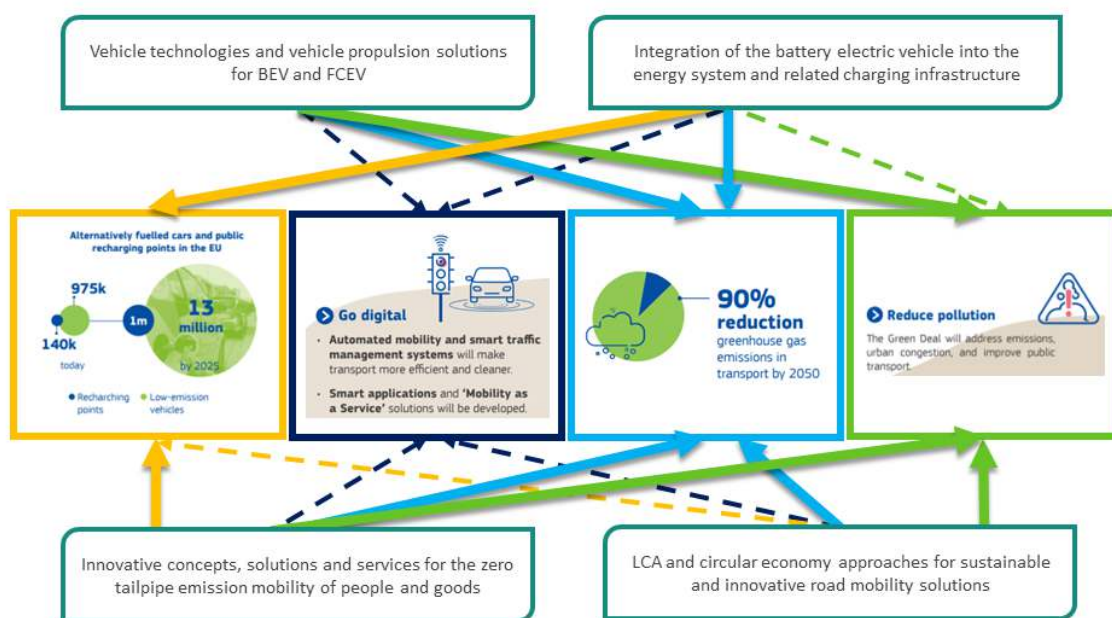 Vehicle technologies and vehicle propulsion solutions
for BEV and FCEV
Integration of the battery electric vehicle into the
energy system and related charging infrastructure
Alternatively fuelled cars and public
recharging points in the EU
975k
140k
today
1m
13
million
by 2025
Recharching
points
Low-emission
vehicles
Go digital
• Automated mobility and smart traffic
management systems will make
transport more efficient and cleaner.
• Smart applications and ‘Mobility as
a Service’ solutions will be developed.
90%
reduction
greenhouse gas
emissions in
transport by 2050
Reduce pollution
The Green Deal will address emissions,
urban congestion, and improve public
transport.
Innovative concepts, solutions and services for the zero
tailpipe emission mobility of people and goods
LCA and circular economy approaches for sustainable
and innovative road mobility solutions